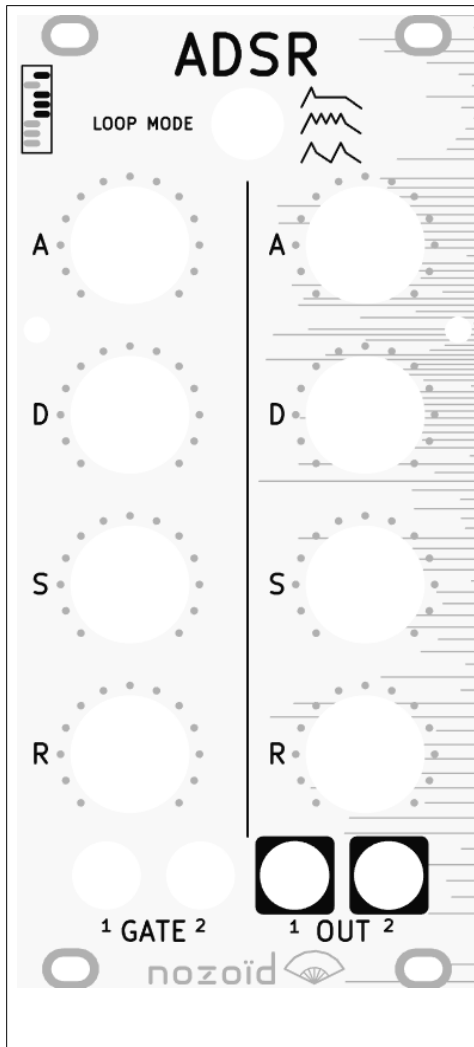 ADSR
LOOP MODE
A A
D D
S S
R R
1 GATE 2 1 OUT 2
nozoïd